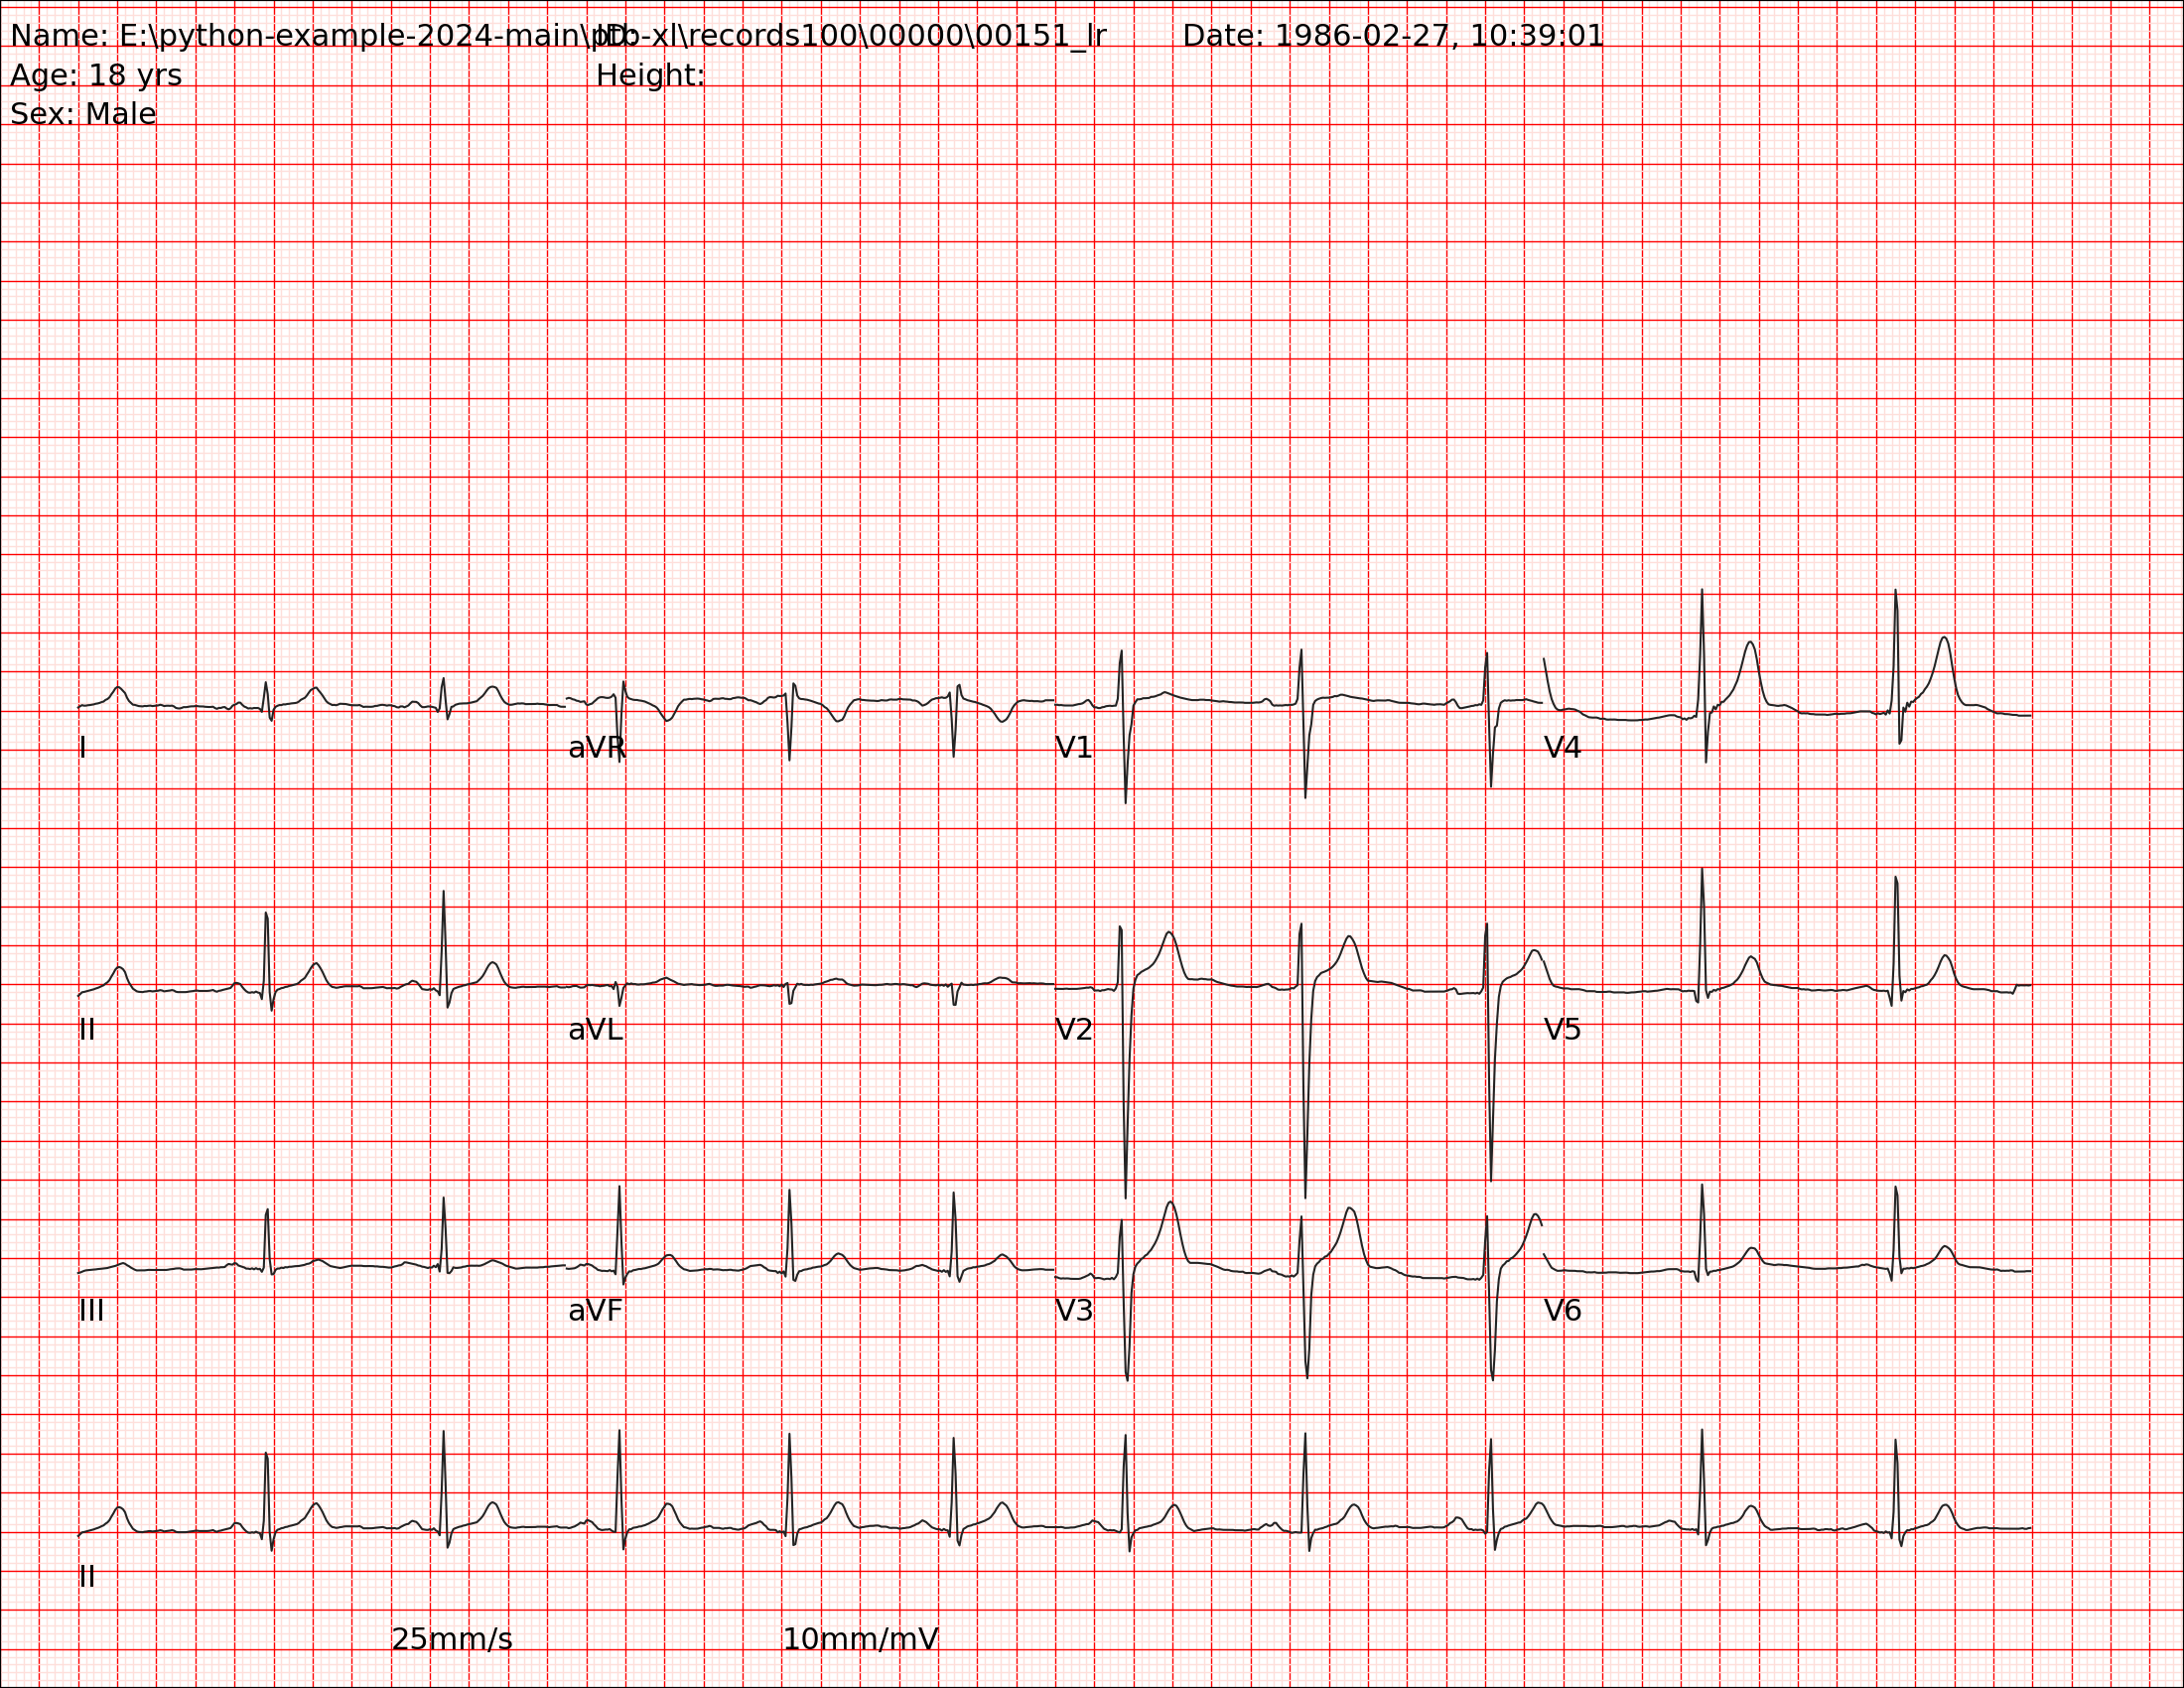 Name: E:\python-example-2024-main\ptb-xl\records100\00000\00151_lr ID: Date: 1986-02-27, 10:39:01
Age: 18 yrs Height:
Sex: Male
I aVR V1 V4
II aVL V2 V5
III aVF V3 V6
II
25mm/s 10mm/mV